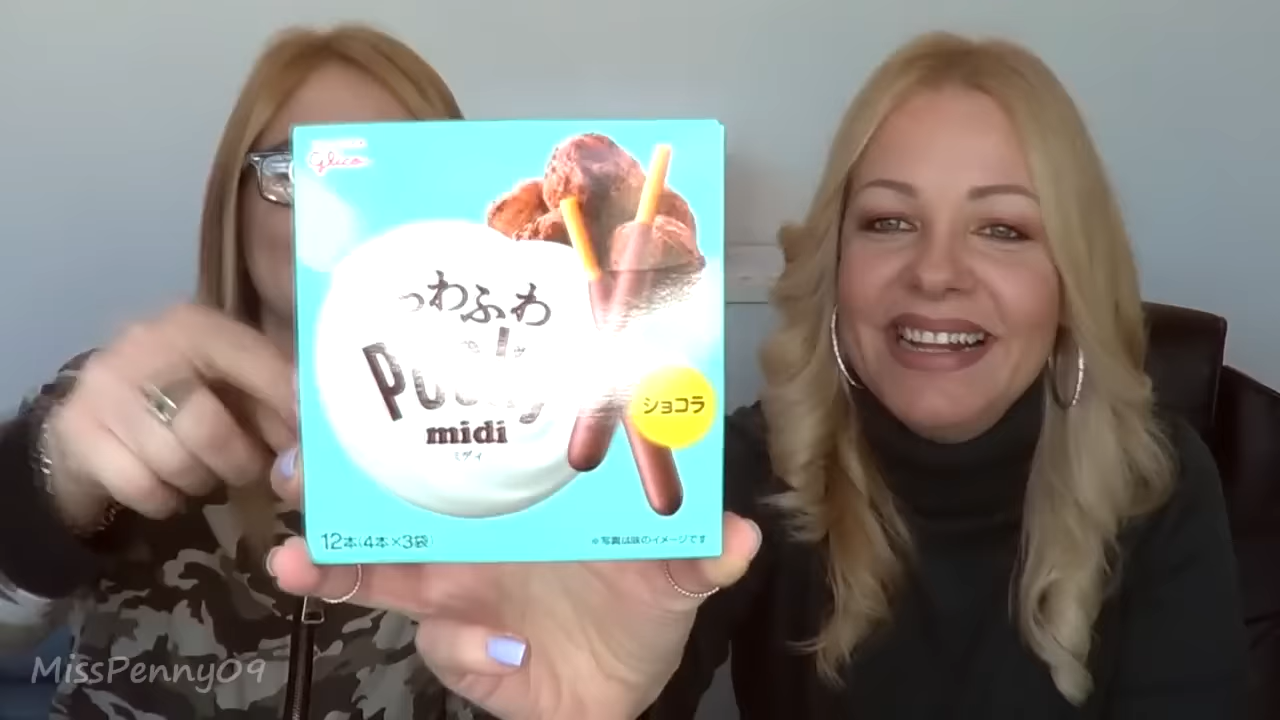 Glico
わふわ
midi
ミディ
ショコラ
12本(4本×3袋)
※写真は味のイメージです
MissPenny09